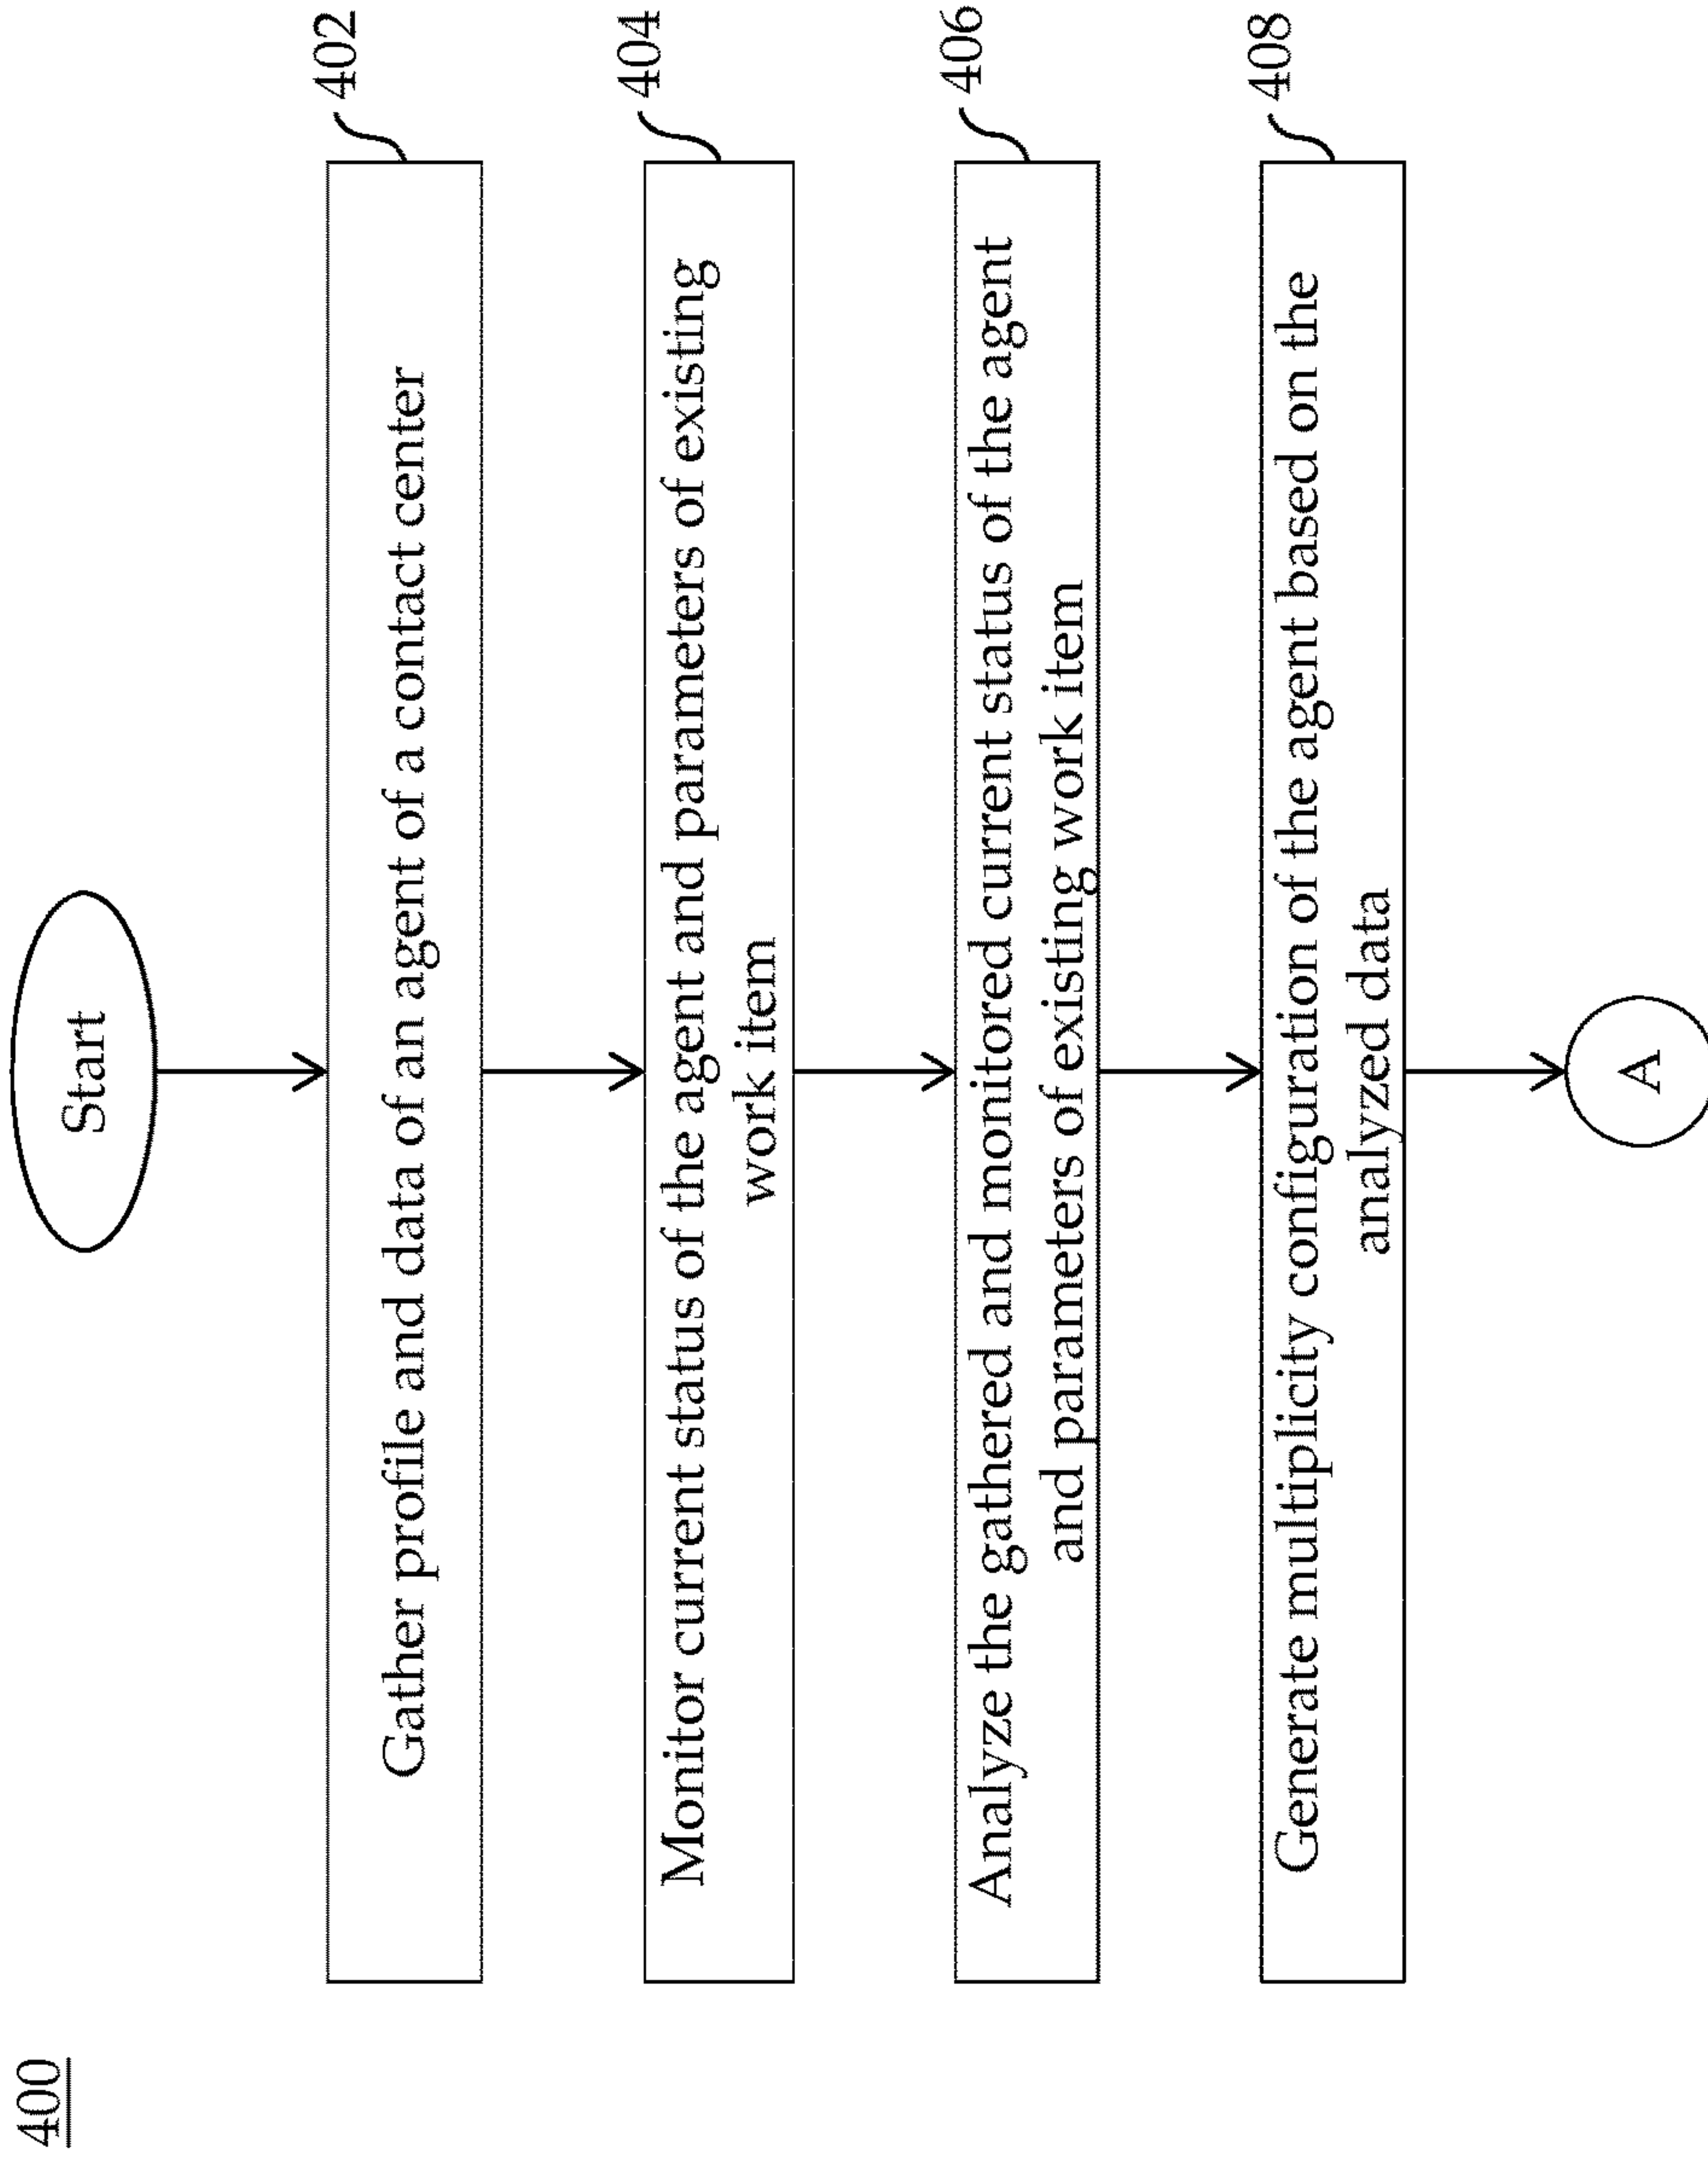 400
Start
402
Gather profile and data of an agent of a contact center
404
Monitor current status of the agent and parameters of existing
work item
406
Analyze the gathered and monitored current status of the agent
and parameters of existing work item
408
Generate multiplicity configuration of the agent based on the
analyzed data
A